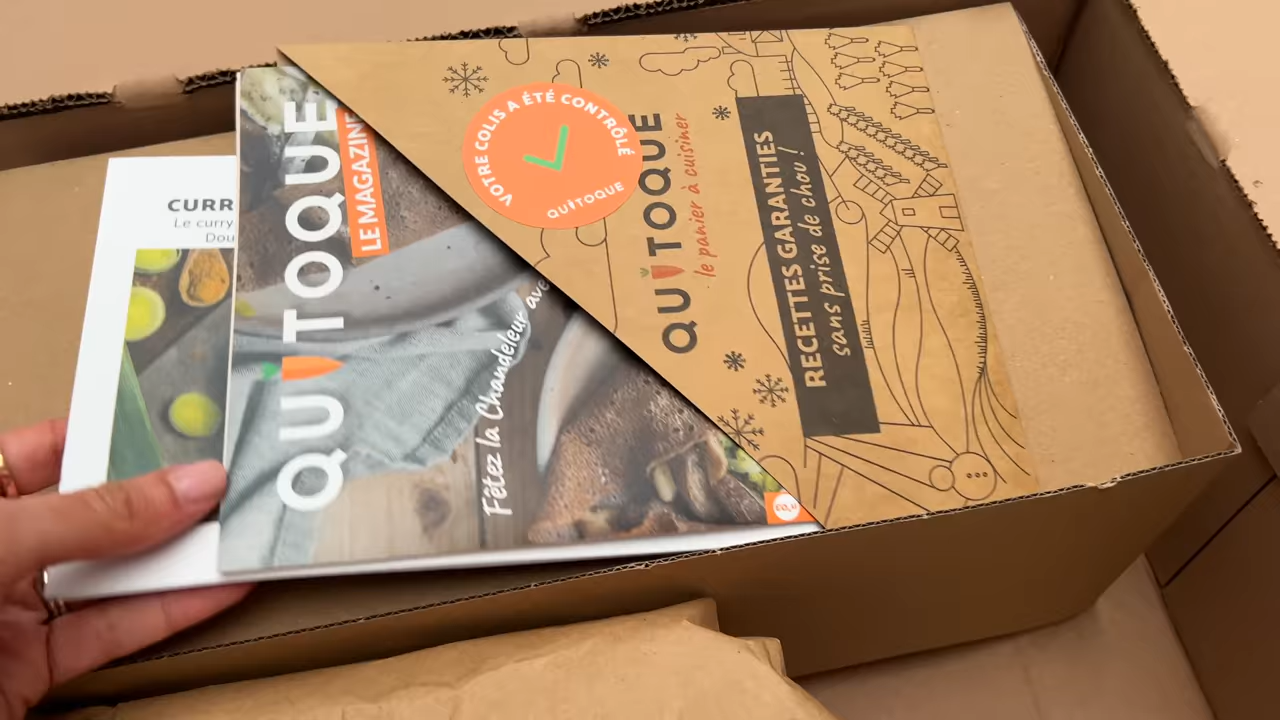 CURR
Le curry
Dou
QUITOQUE
LE MAGAZINE
Fêtez la Chandeleur ave
VOTRE COLIS A ÉTÉ CONTRÔLÉ
QUITOQUE
QUITOQUE
le panier à cuisiner
RECETTES GARANTIES
sans prise de chou !